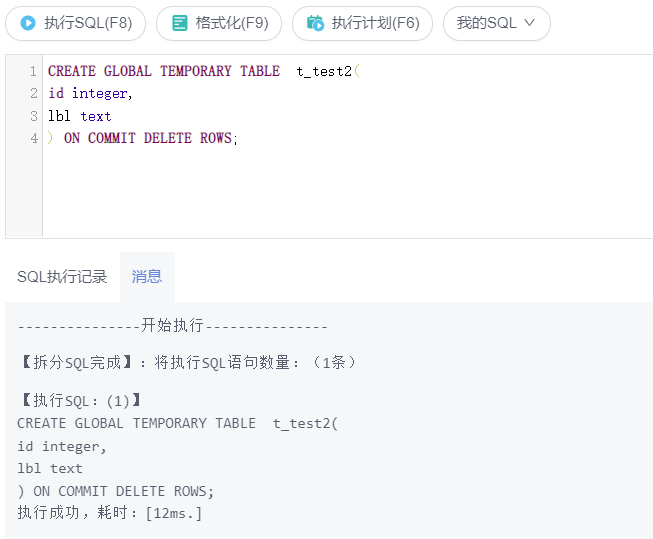 执行SQL(F8) 格式化(F9) 执行计划(F6) 我的SQL
1 CREATE GLOBAL TEMPORARY TABLE  t_test2(
2 id integer,
3 lbl text
4 ) ON COMMIT DELETE ROWS;
SQL执行记录 消息
---------------开始执行---------------
【拆分SQL完成】：将执行SQL语句数量：（1条）
【执行SQL：(1)】
CREATE GLOBAL TEMPORARY TABLE  t_test2(
id integer,
lbl text
) ON COMMIT DELETE ROWS;
执行成功，耗时：[12ms.]